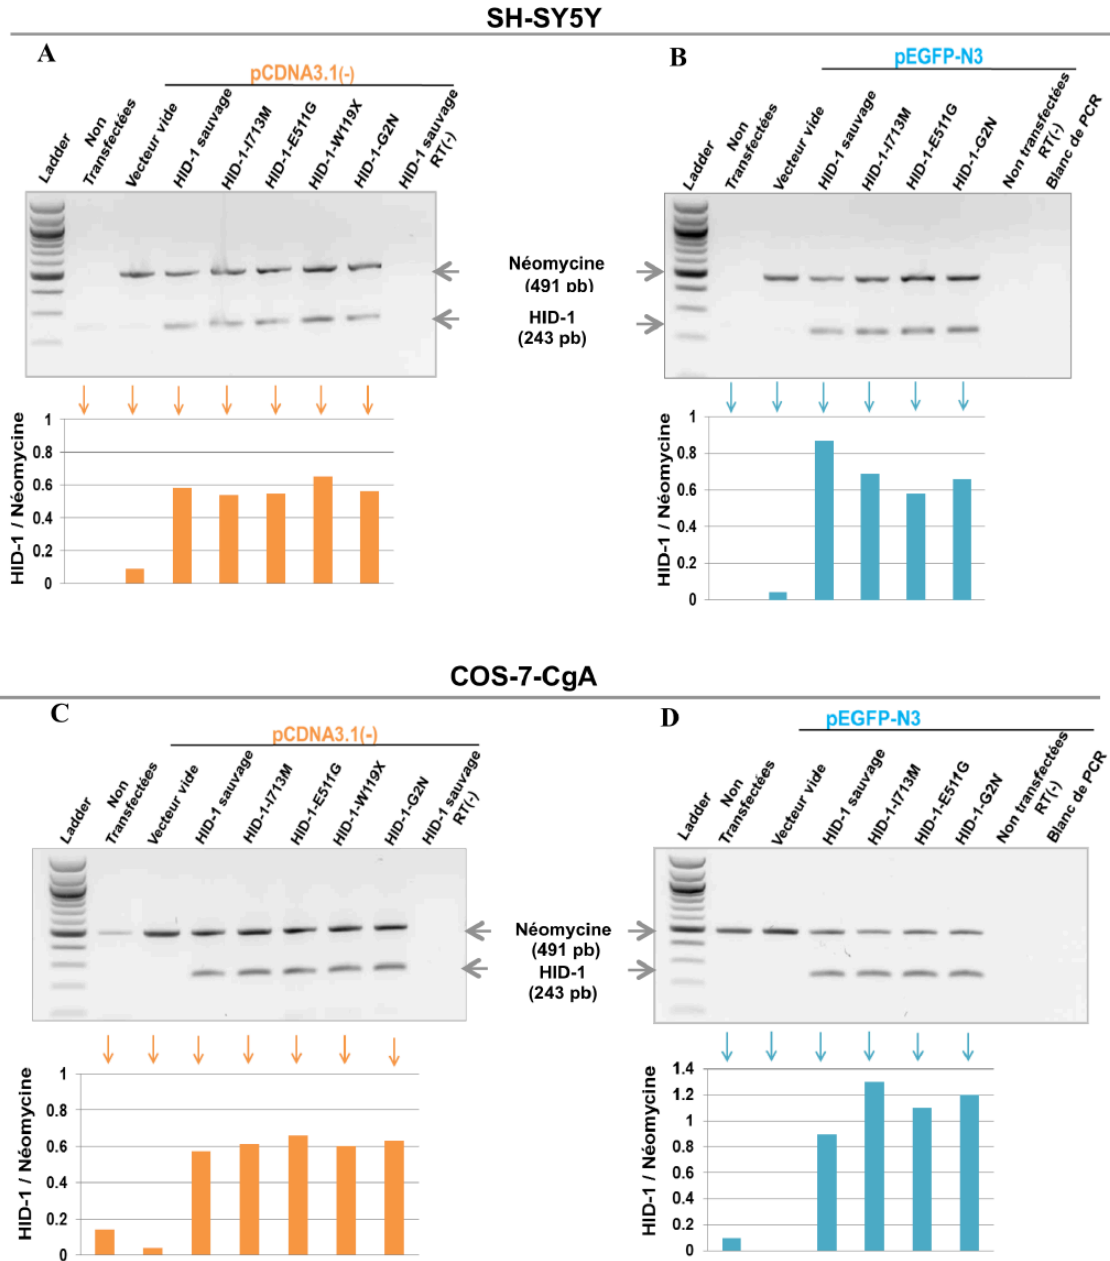 SH-SY5Y
A
pCDNA3.1(-)
Ladder
Non
Transfectées
Vecteur vide
HID-1 sauvage
HID-1-I713M
HID-1-E511G
HID-1-W119X
HID-1-G2N
HID-1 sauvage
RT(-)
B
pEGFP-N3
Ladder
Non
Transfectées
Vecteur vide
HID-1 sauvage
HID-1-I713M
HID-1-E511G
HID-1-G2N
Non transfectées
RT(-)
Blanc de PCR
Néomycine
(491 pb)
HID-1
(243 pb)
HID-1 / Néomycine
1
0.8
0.6
0.4
0.2
0
HID-1 / Néomycine
1
0.8
0.6
0.4
0.2
0
COS-7-CgA
C
pCDNA3.1(-)
Ladder
Non
Transfectées
Vecteur vide
HID-1 sauvage
HID-1-I713M
HID-1-E511G
HID-1-W119X
HID-1-G2N
HID-1 sauvage
RT(-)
D
pEGFP-N3
Ladder
Non
Transfectées
Vecteur vide
HID-1 sauvage
HID-1-I713M
HID-1-E511G
HID-1-G2N
Non transfectées
RT(-)
Blanc de PCR
Néomycine
(491 pb)
HID-1
(243 pb)
HID-1 / Néomycine
1
0.8
0.6
0.4
0.2
0
HID-1 / Néomycine
1.4
1.2
1
0.8
0.6
0.4
0.2
0